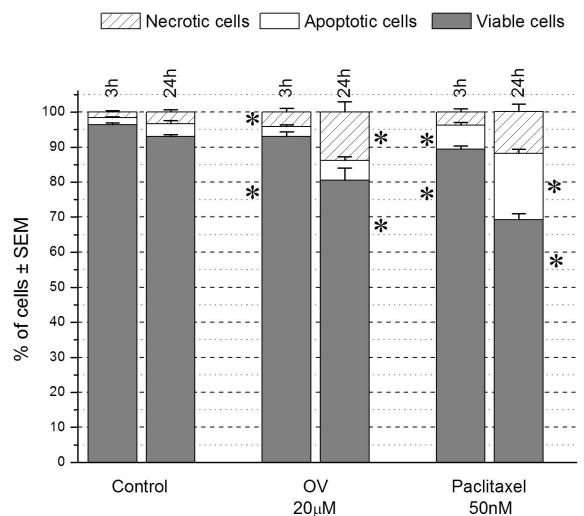 Necrotic cells Apoptotic cells Viable cells
3h 24h 3h 24h 3h 24h
* * * *
* * * *
% of cells ± SEM
100
90
80
70
60
50
40
30
20
10
0
Control OV Paclitaxel
20µM 50nM